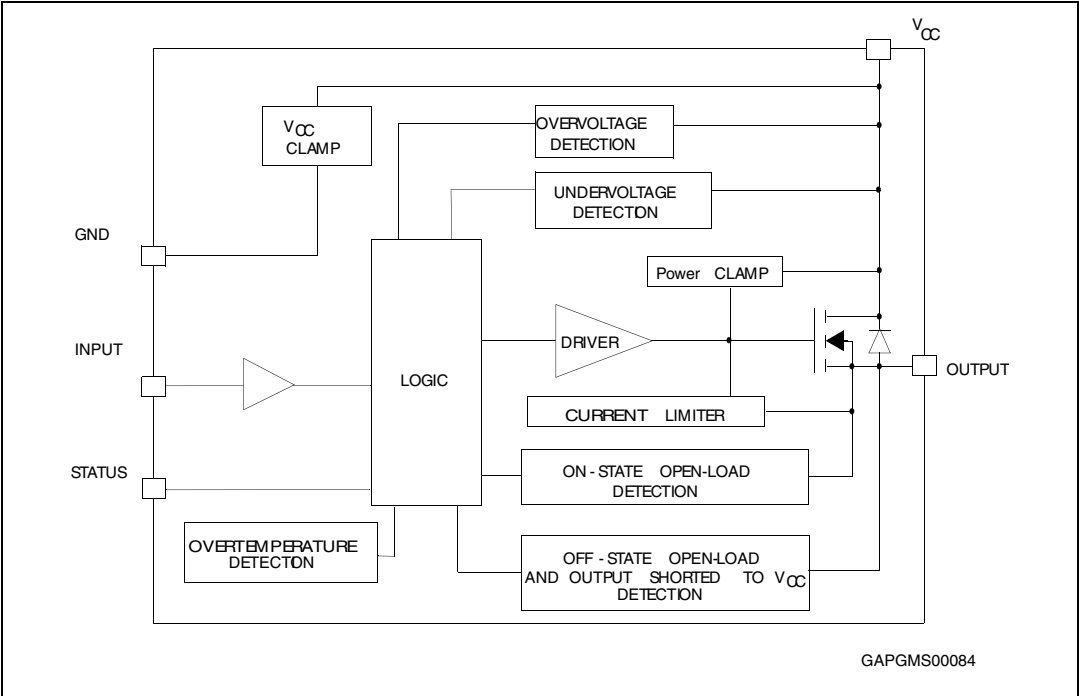 VCC
VCC
CLAMP
OVERVOLTAGE
DETECTION
UNDERVOLTAGE
DETECTION
GND
Power CLAMP
INPUT
DRIVER
OUTPUT
LOGIC
CURRENT LIMITER
STATUS
ON - STATE OPEN-LOAD
DETECTION
OVERTEMPERATURE
DETECTION
OFF - STATE OPEN-LOAD
AND OUTPUT SHORTED TO VCC
DETECTION
GAPGMS00084